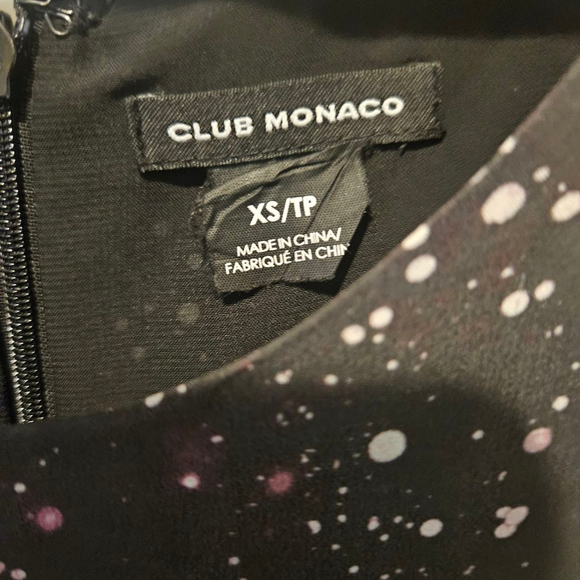 CLUB MONACO
XS/TP
MADE IN CHINA/
FABRIQUÉ EN CHIN